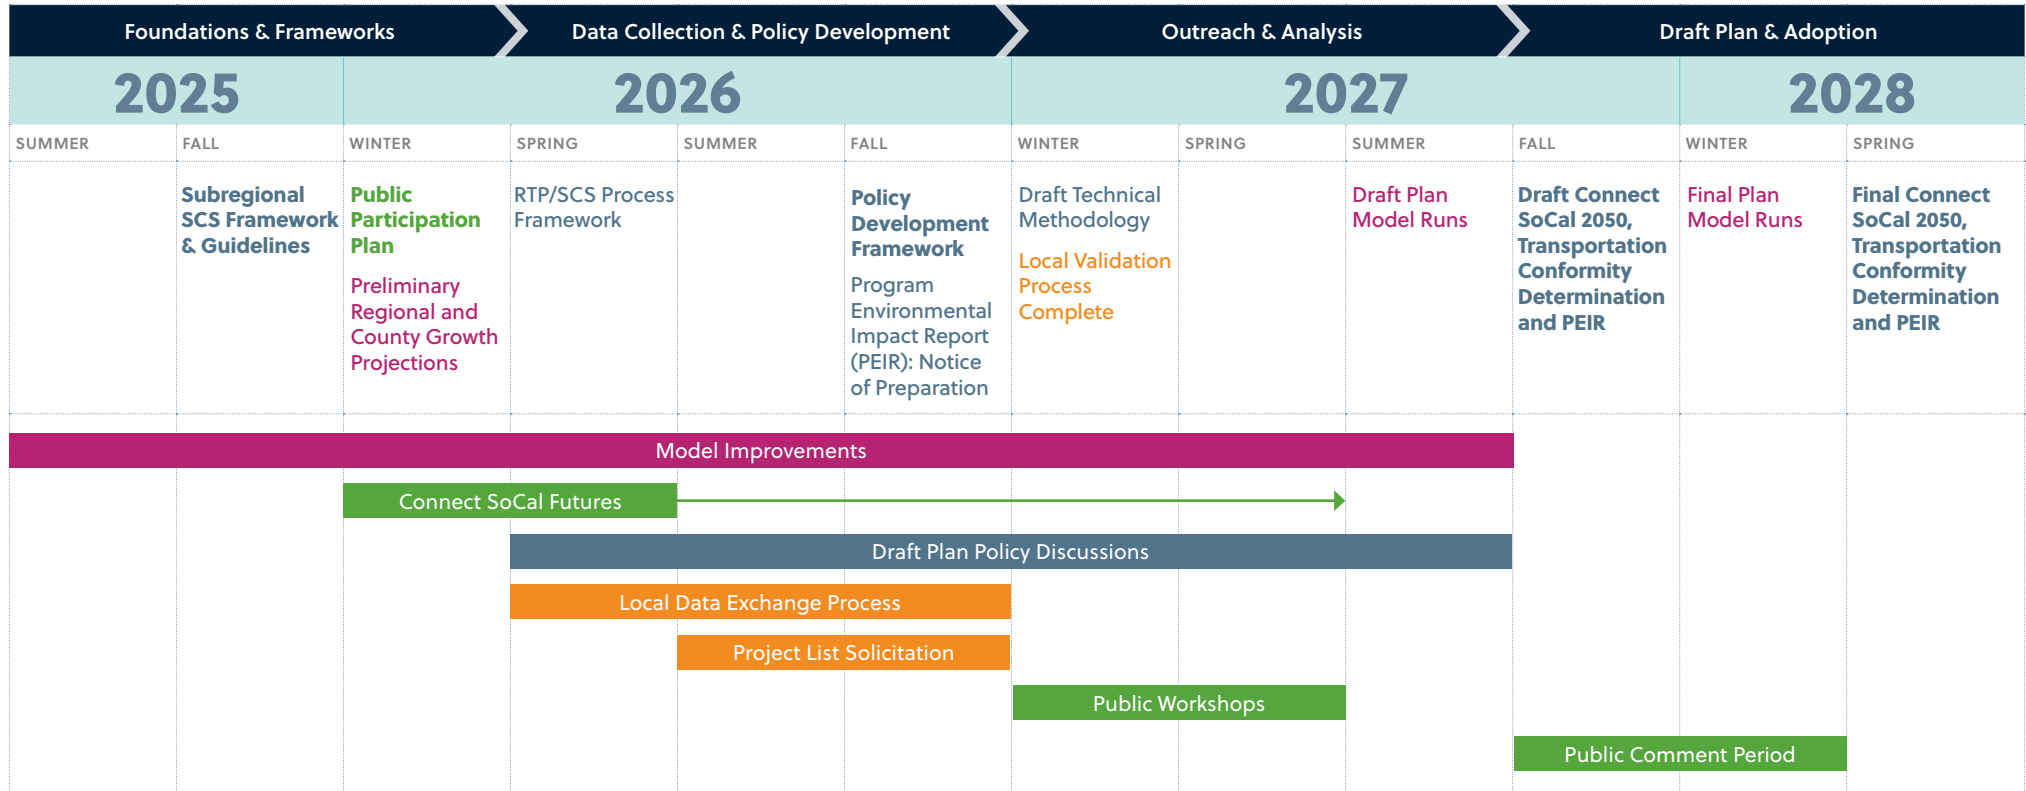 Foundations & Frameworks
Data Collection & Policy Development
Outreach & Analysis
Draft Plan & Adoption
2025
2026
2027
2028
SUMMER
FALL
WINTER
SPRING
SUMMER
FALL
WINTER
SPRING
SUMMER
FALL
WINTER
SPRING
Subregional
SCS Framework
& Guidelines
Public
Participation
Plan
Preliminary
Regional and
County Growth
Projections
RTP/SCS Process
Framework
Policy
Development
Framework
Program
Environmental
Impact Report
(PEIR): Notice
of Preparation
Draft Technical
Methodology
Local Validation
Process
Complete
Draft Plan
Model Runs
Draft Connect
SoCal 2050,
Transportation
Conformity
Determination
and PEIR
Final Plan
Model Runs
Final Connect
SoCal 2050,
Transportation
Conformity
Determination
and PEIR
Model Improvements
Connect SoCal Futures
Draft Plan Policy Discussions
Local Data Exchange Process
Project List Solicitation
Public Workshops
Public Comment Period